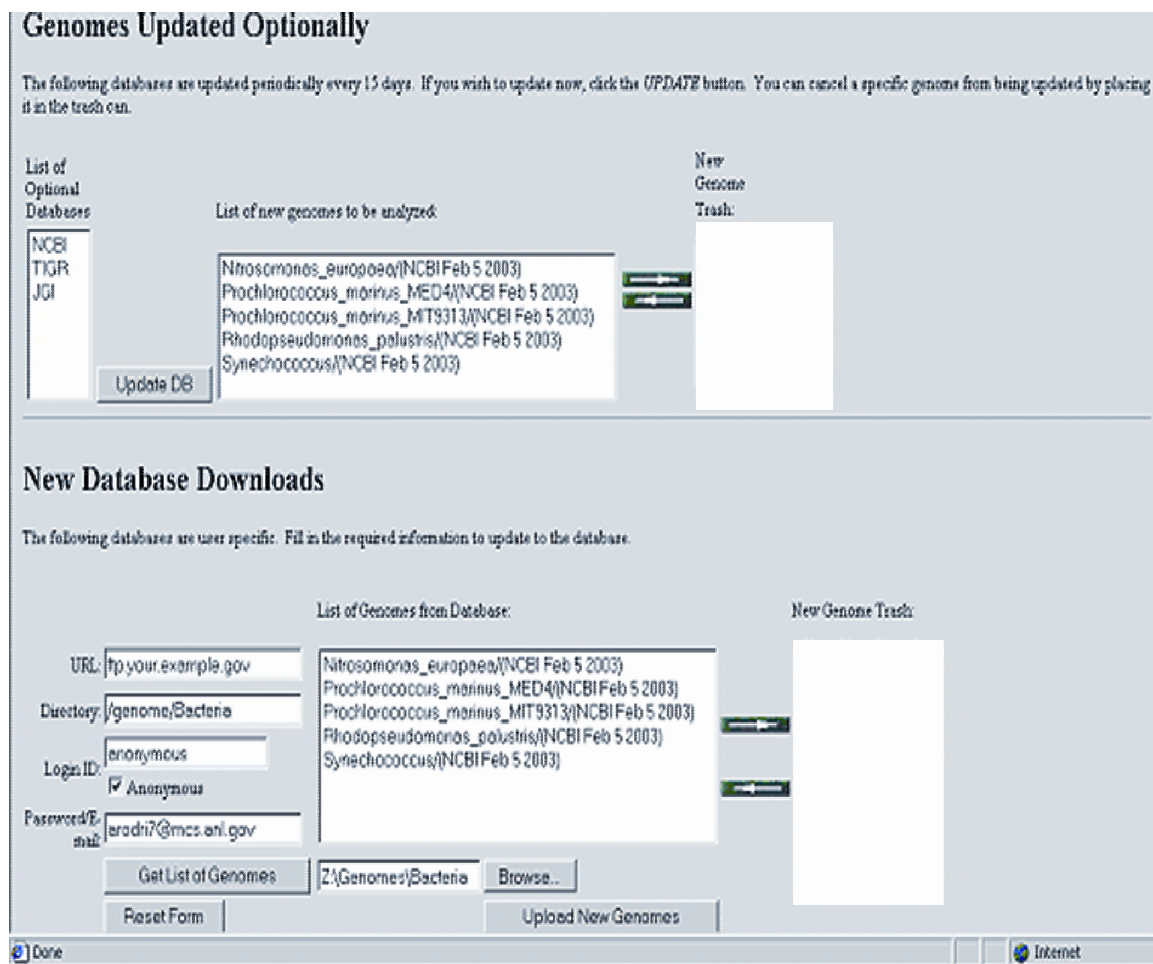 Genomes Updated Optionally
The following databases are updated periodically every 15 days. If you wish to update now, click the UPDATE button. You can cancel a specific genome from being updated by placing
it in the trash can.
List of
Optional
Databases
List of new genomes to be analyzed:
New
Genome
Trash:
NCBI
TIGR
JGI
Update DB
Nitrosomonas_europaea/(NCBI Feb 5 2003)
Prochlorococcus_marinus_MED4/(NCBI Feb 5 2003)
Prochlorococcus_marinus_MIT9313/(NCBI Feb 5 2003)
Rhodopseudomonas_palustris/(NCBI Feb 5 2003)
Synechococcus/(NCBI Feb 5 2003)
New Database Downloads
The following databases are user specific. Fill in the required information to update to the database.
List of Genomes from Database:
New Genome Trash:
URL: ftp.your.example.gov
Directory: /genome/Bacteria
Login ID: anonymous
Anonymous
Password/E-
mail: arodri7@mcs.anl.gov
Nitrosomonas_europaea/(NCBI Feb 5 2003)
Prochlorococcus_marinus_MED4/(NCBI Feb 5 2003)
Prochlorococcus_marinus_MIT9313/(NCBI Feb 5 2003)
Rhodopseudomonas_palustris/(NCBI Feb 5 2003)
Synechococcus/(NCBI Feb 5 2003)
Get List of Genomes
Z:\Genomes\Bacteria
Browse...
Reset Form
Upload New Genomes
Done
Internet